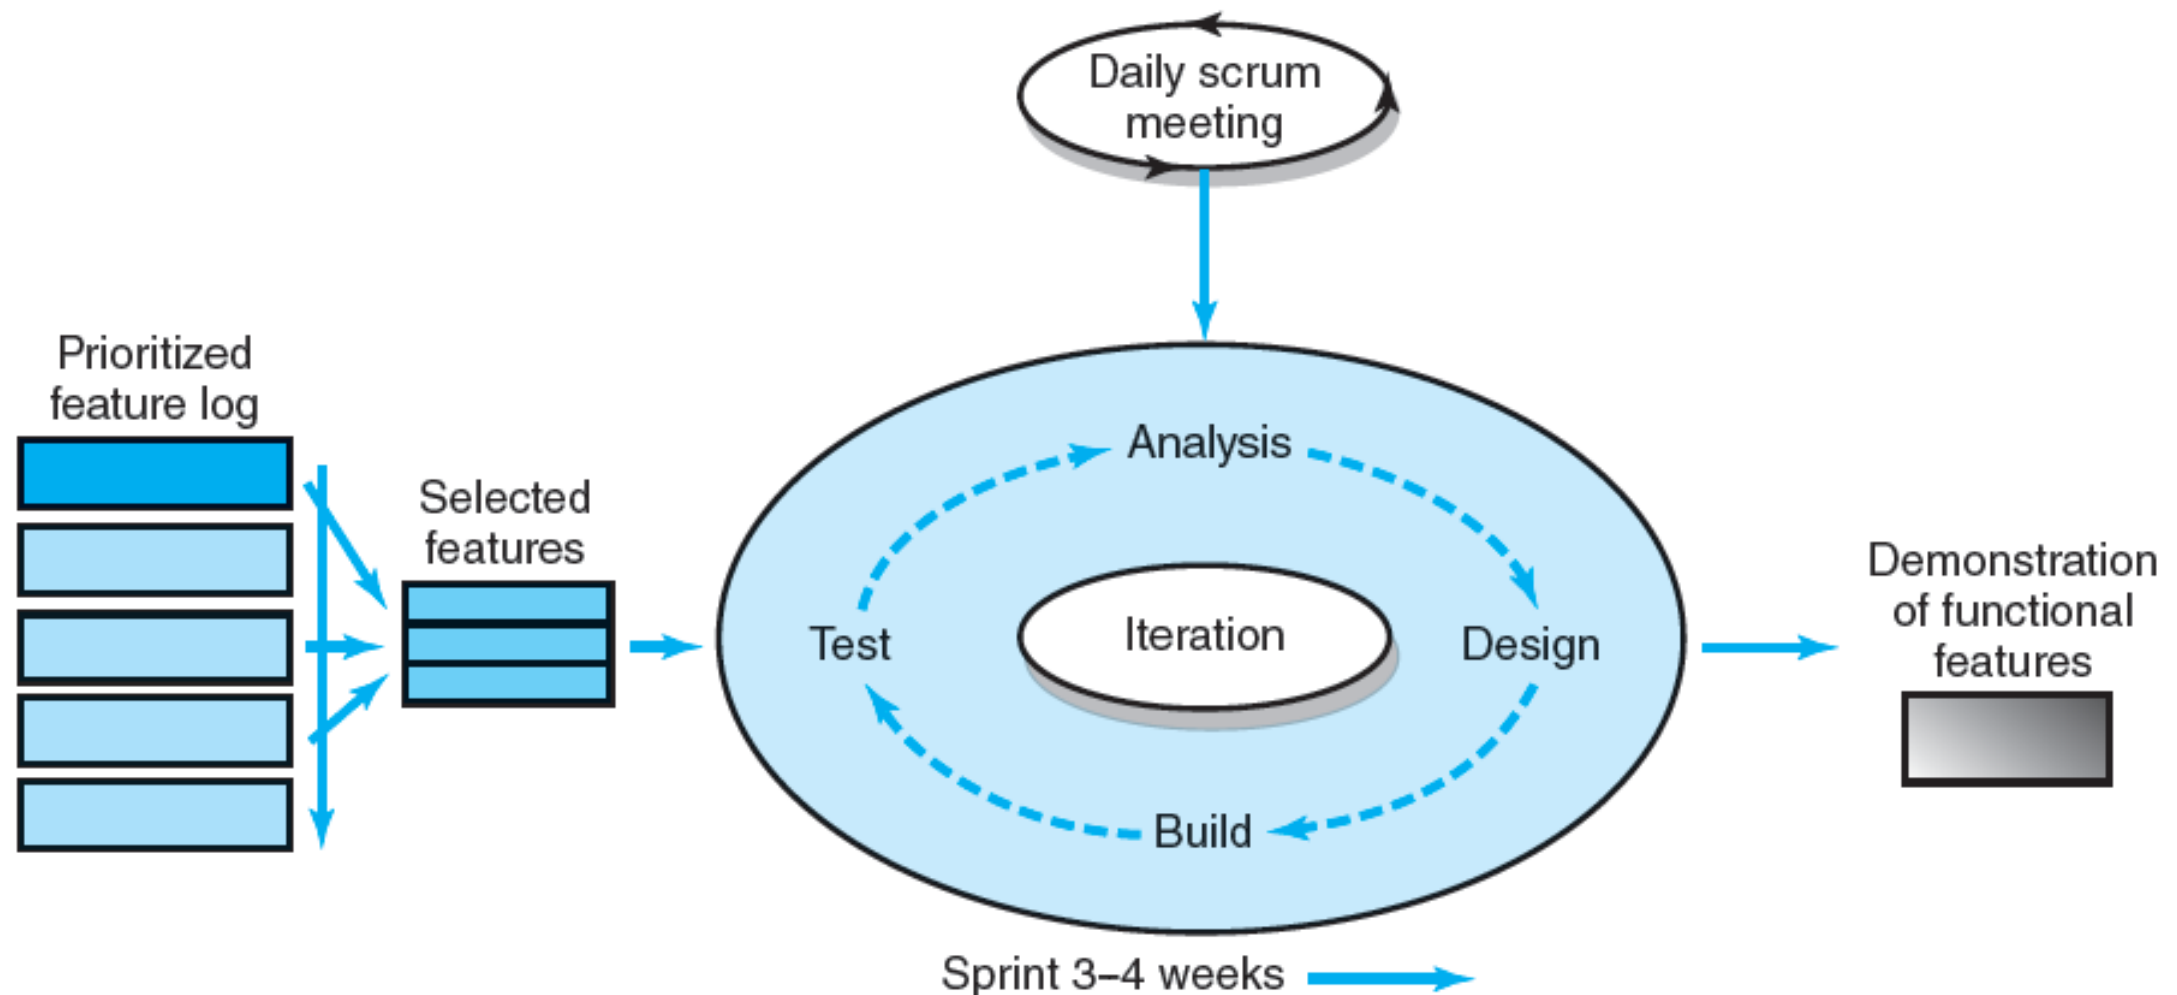 Daily scrum
meeting
Prioritized
feature log
Selected
features
Analysis
Test
Iteration
Design
Build
Demonstration
of functional
features
Sprint 3–4 weeks